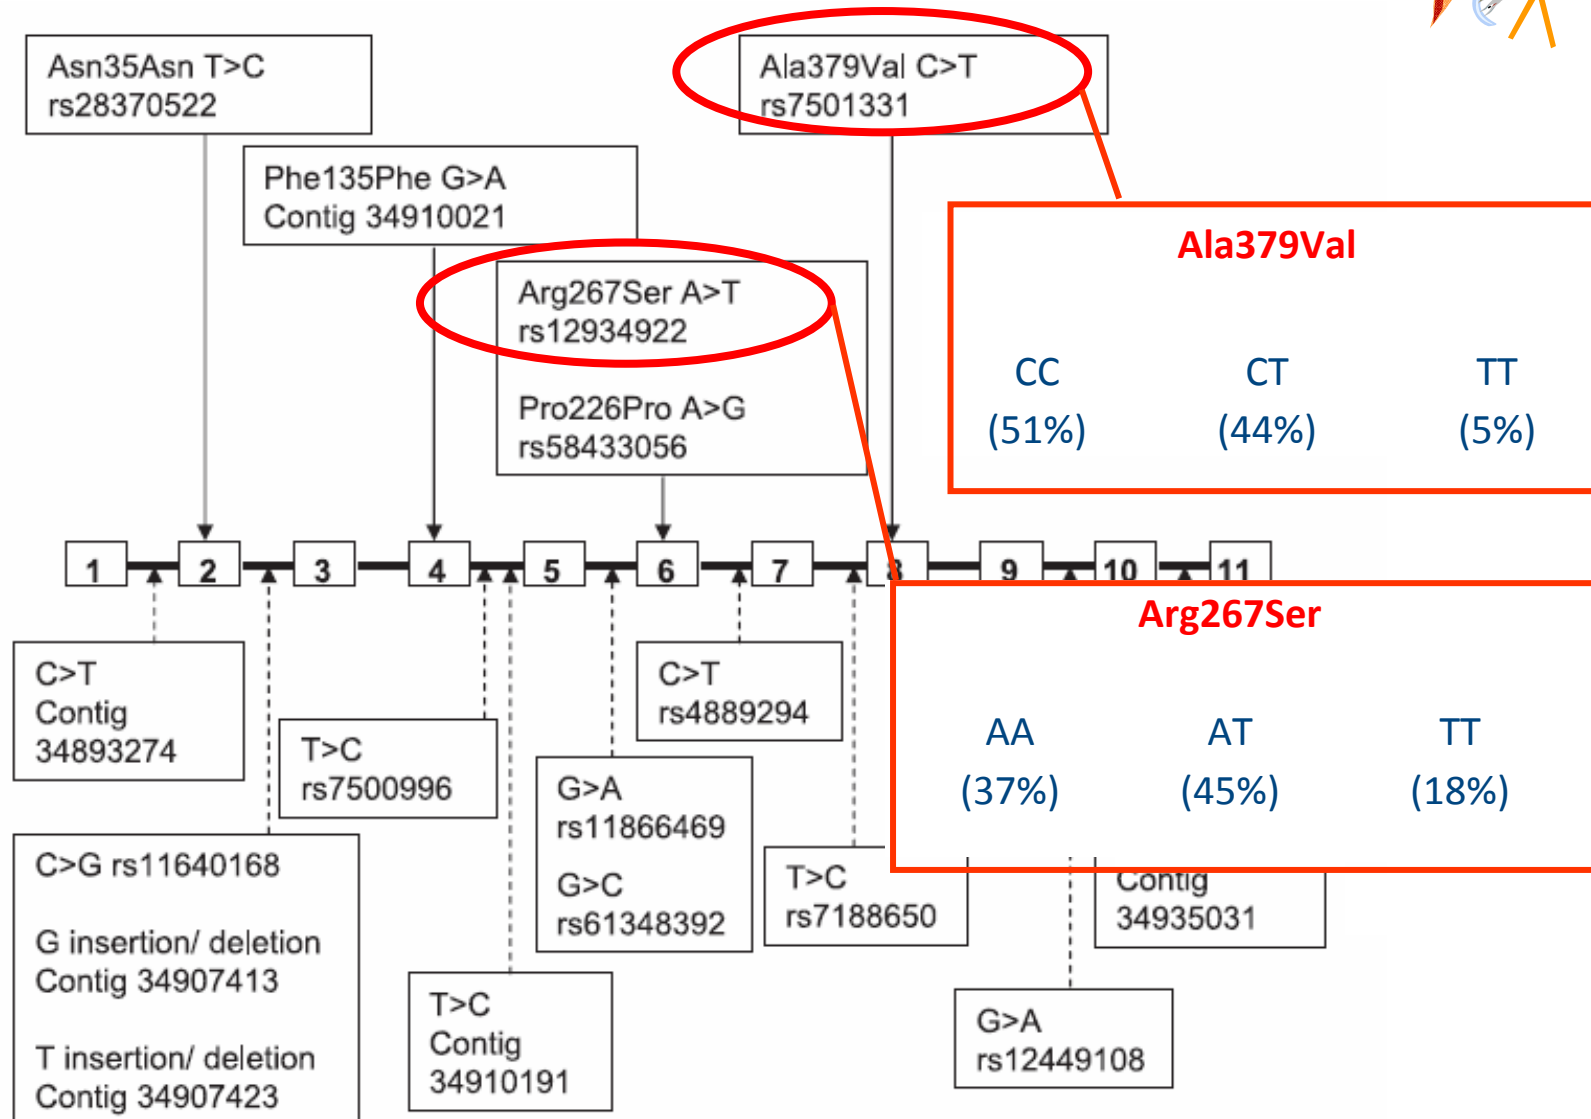 Asn35Asn T>C
rs28370522
Ala379Val C>T
rs7501331
Phe135Phe G>A
Contig 34910021
Arg267Ser A>T
rs12934922
Pro226Pro A>G
rs58433056
Ala379Val
CC CT TT
(51%) (44%) (5%)
1 2 3 4 5 6 7 8 9 10 11
Arg267Ser
AA AT TT
(37%) (45%) (18%)
C>T
Contig
34893274
T>C
rs7500996
C>T
rs4889294
G>A
rs11866469
G>C
rs61348392
C>G rs11640168
G insertion/ deletion
Contig 34907413
T insertion/ deletion
Contig 34907423
T>C
Contig
34910191
T>C
rs7188650
Contig
34935031
G>A
rs12449108